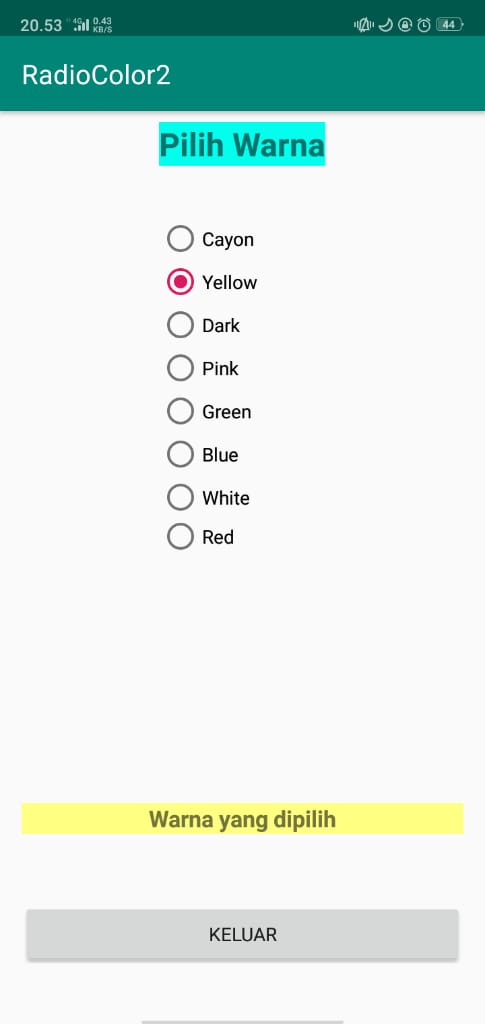 20.53 4G 0.43 KB/S 44
RadioColor2
Pilih Warna
Cayon
Yellow
Dark
Pink
Green
Blue
White
Red
Warna yang dipilih
KELUAR